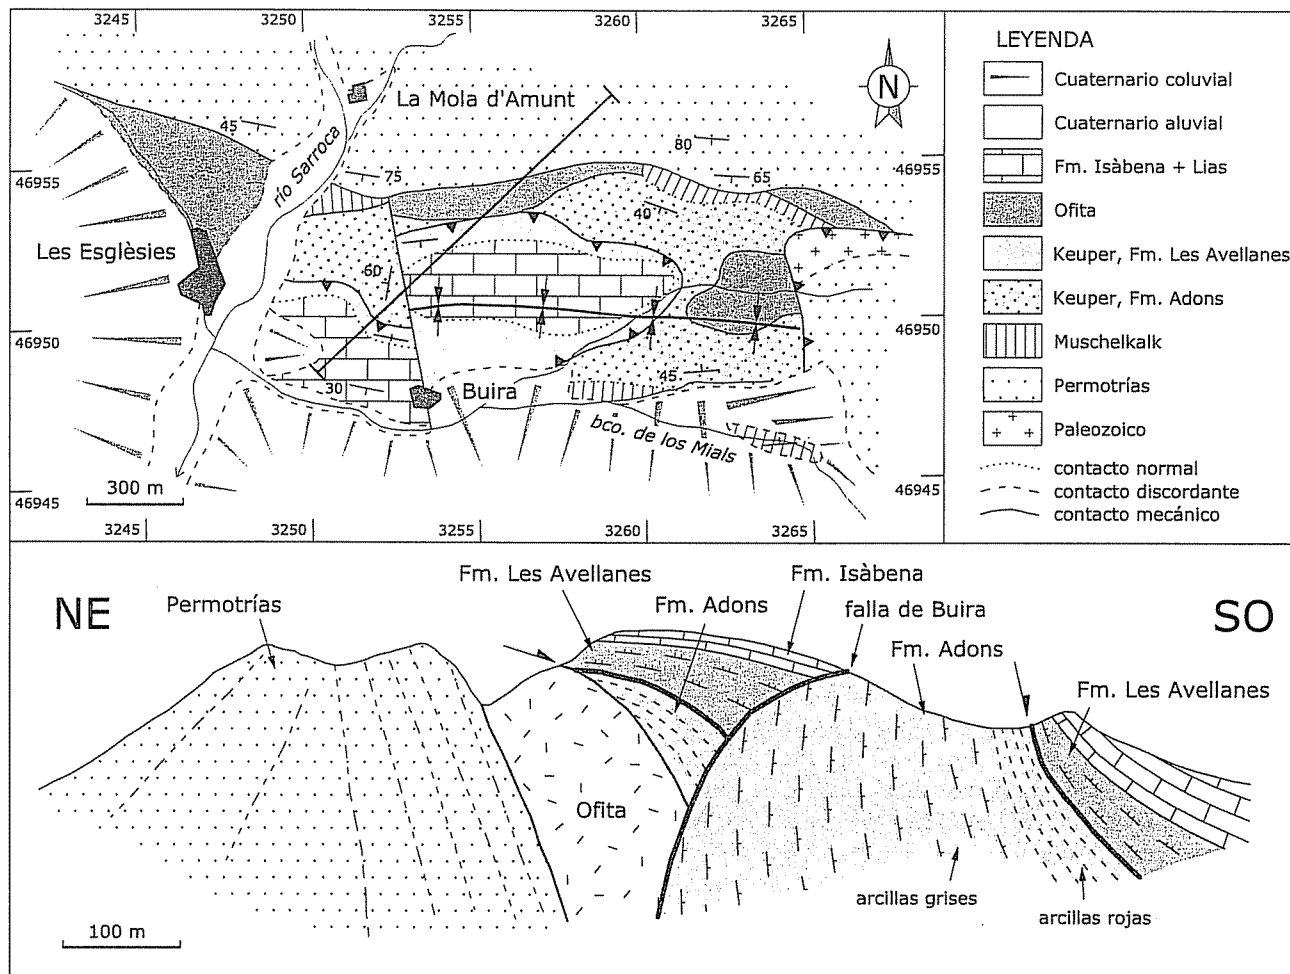 3245
3250
3255
3260
3265
N
La Mola d'Amunt
45
río Sarroca
75
80
65
46955
46955
40
Les Esglèsies
60
46950
46950
30
Buira
45
bco. de los Mials
46945
46945
300 m
3245
3250
3255
3260
3265
LEYENDA
Cuaternario coluvial
Cuaternario aluvial
Fm. Isàbena + Lias
Ofita
Keuper, Fm. Les Avellanes
Keuper, Fm. Adons
Muschelkalk
Permotrías
Paleozoico
contacto normal
contacto discordante
contacto mecánico
NE
SO
Permotrías
Fm. Les Avellanes
Fm. Adons
Fm. Isàbena
falla de Buira
Fm. Adons
Fm. Les Avellanes
Ofita
arcillas grises
arcillas rojas
100 m